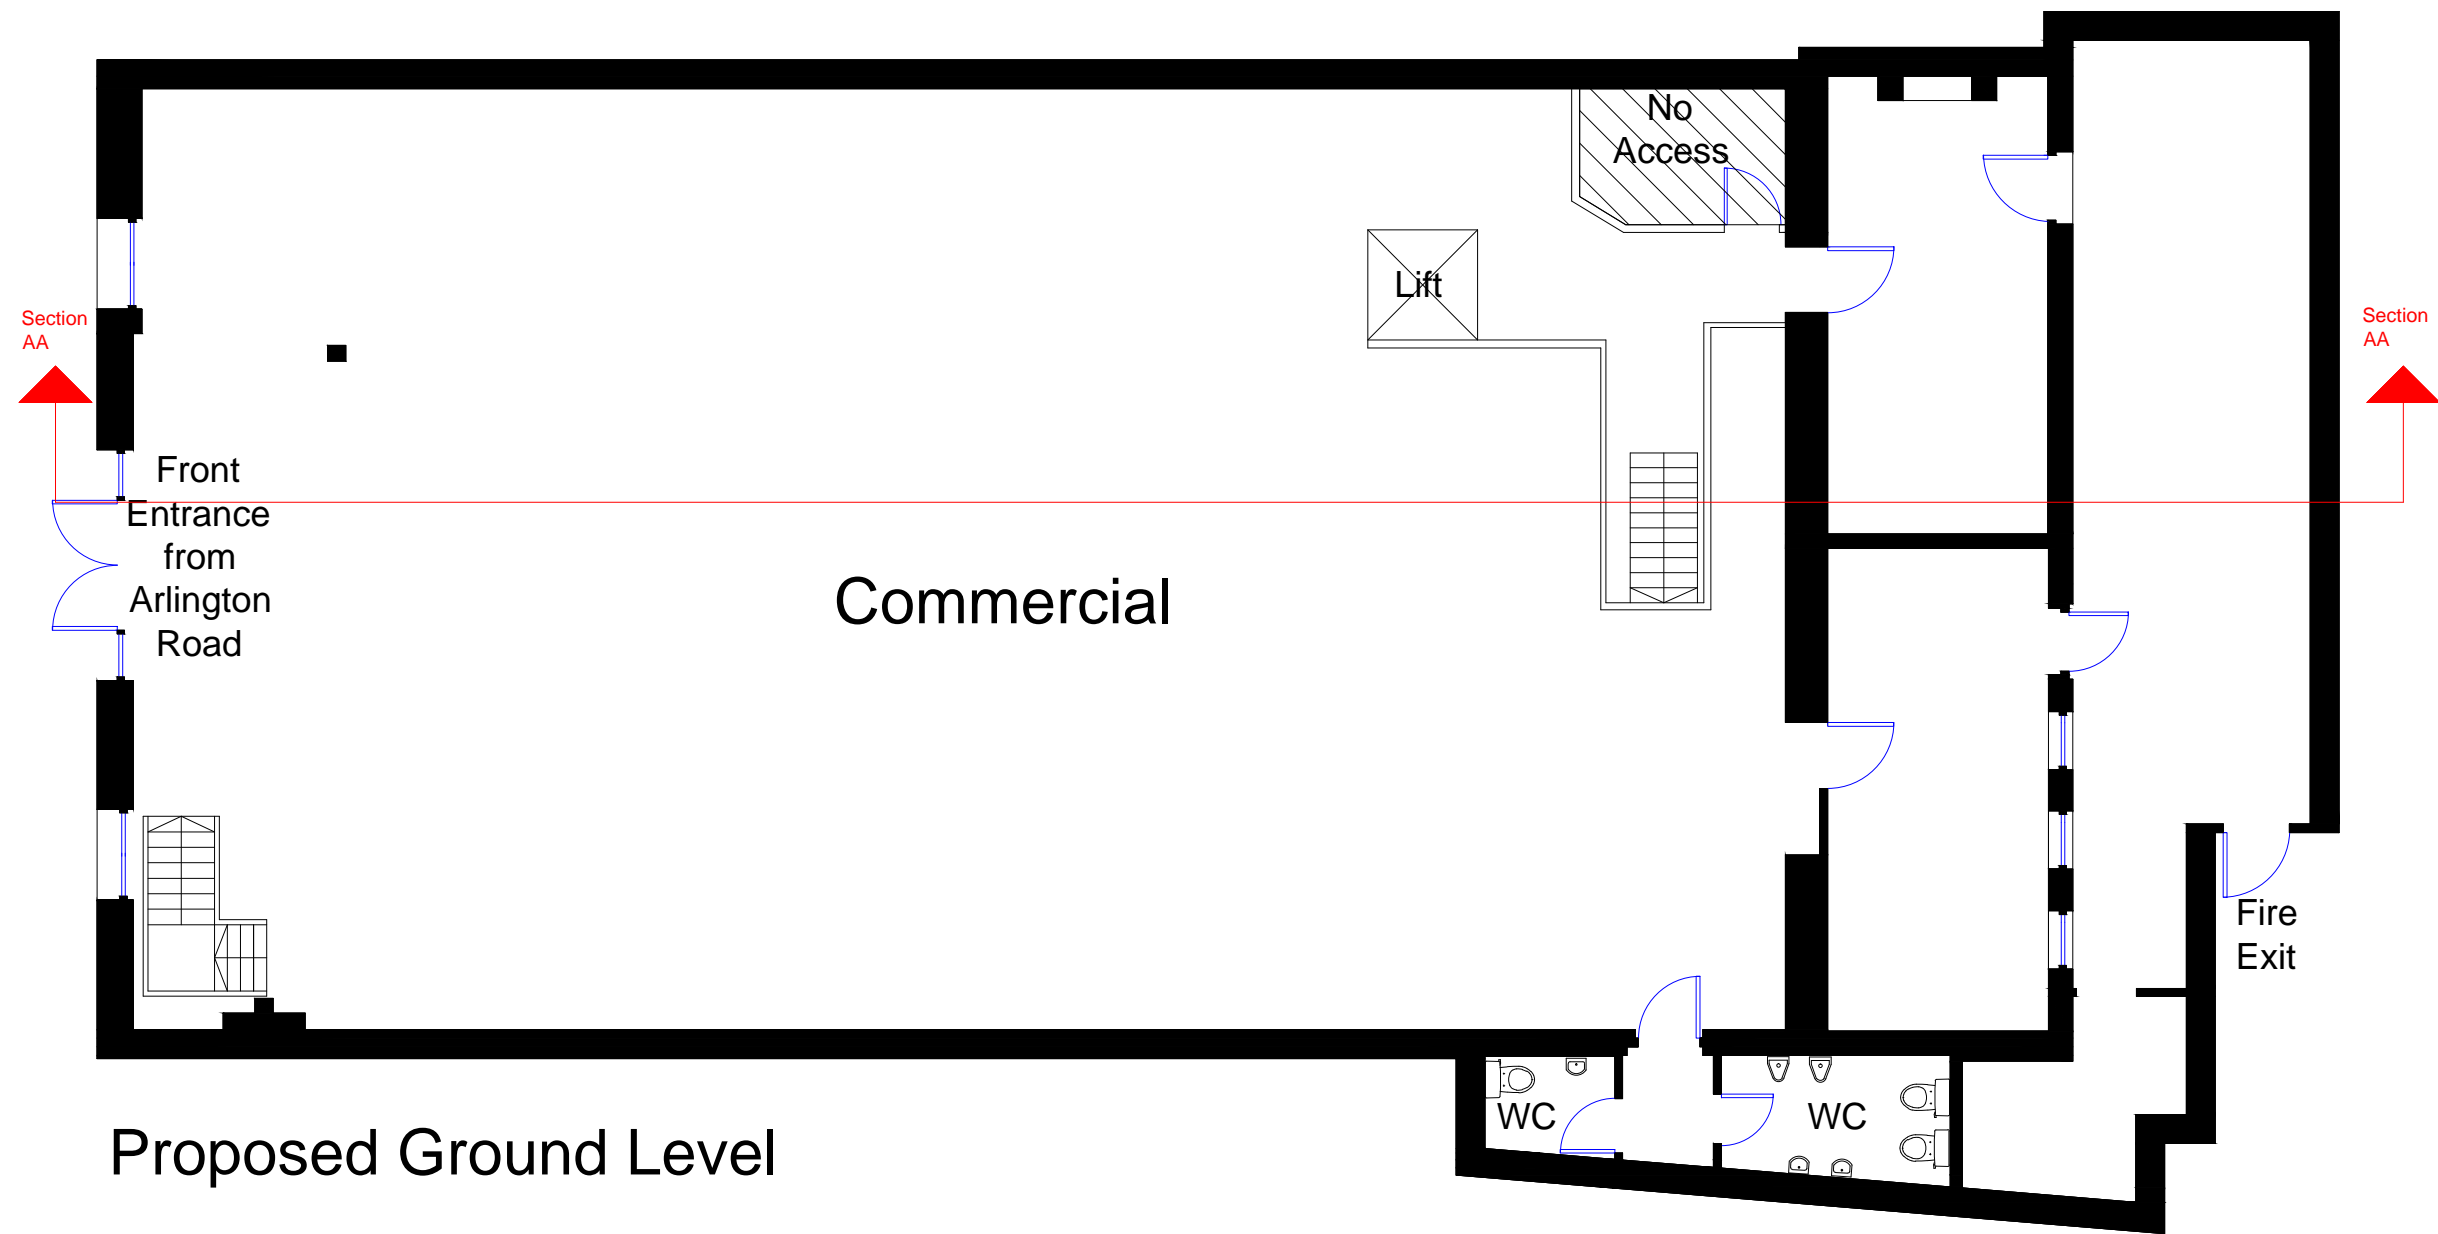 No
Access
Lift
Section
AA
Section
AA
Front
Entrance
from
Arlington
Road
Commercial
Fire
Exit
WC
WC
Proposed Ground Level